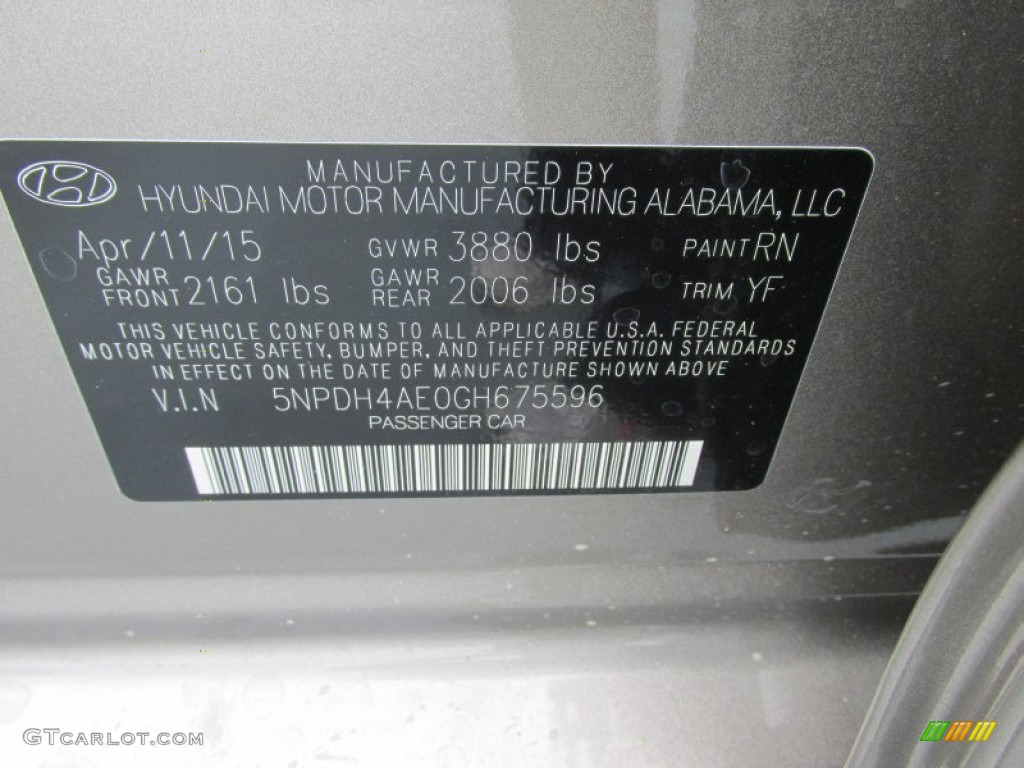 MANUFACTURED BY
HYUNDAI MOTOR MANUFACTURING ALABAMA, LLC
Apr/11/15 GVWR 3880 lbs PAINT RN
GAWR FRONT 2161 lbs GAWR REAR 2006 lbs TRIM YF
THIS VEHICLE CONFORMS TO ALL APPLICABLE U.S.A. FEDERAL
MOTOR VEHICLE SAFETY, BUMPER, AND THEFT PREVENTION STANDARDS
IN EFFECT ON THE DATE OF MANUFACTURE SHOWN ABOVE
V.I.N 5NPDH4AE0GH675596
PASSENGER CAR
GTCARLOT.COM